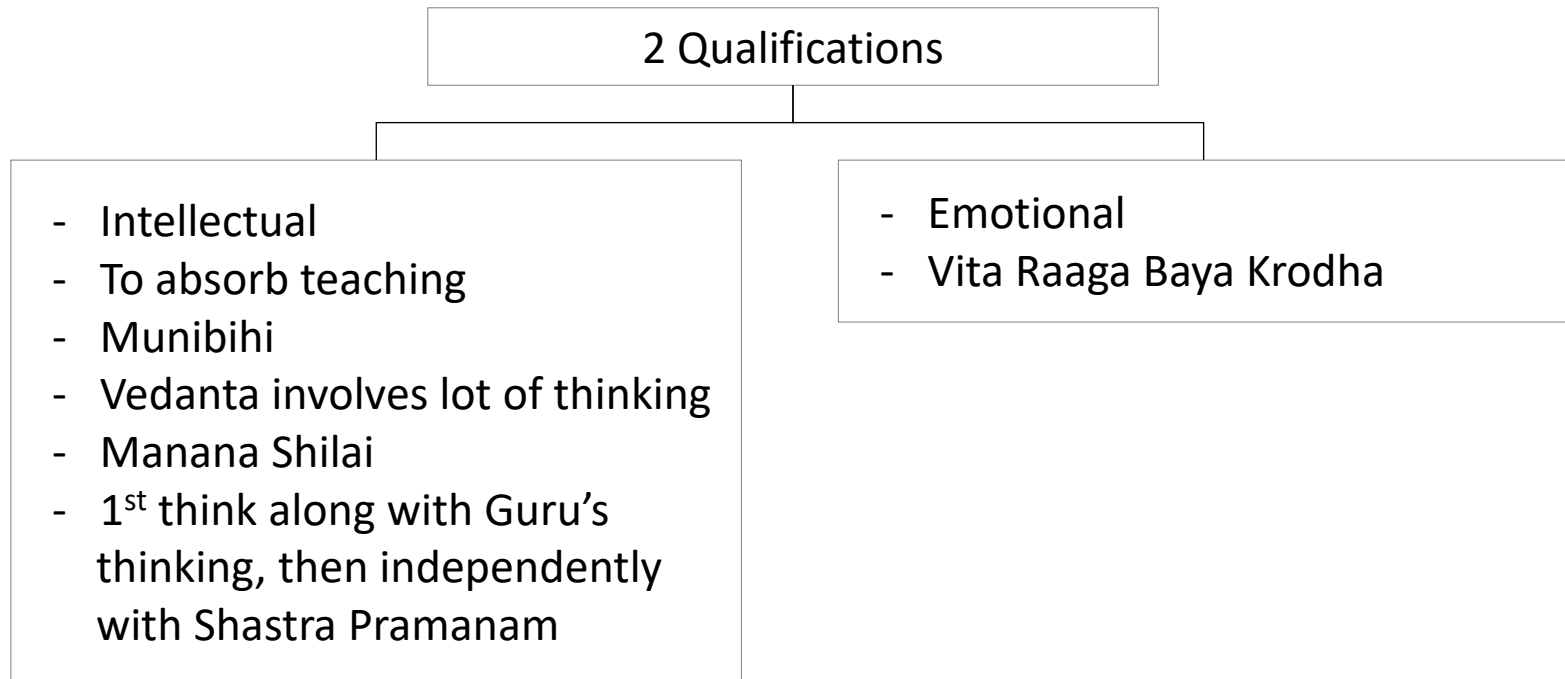 2 Qualifications
- Intellectual
- To absorb teaching
- Munibihi
- Vedanta involves lot of thinking
- Manana Shilai
- 1st think along with Guru’s
thinking, then independently
with Shastra Pramanam
- Emotional
- Vita Raaga Baya Krodha